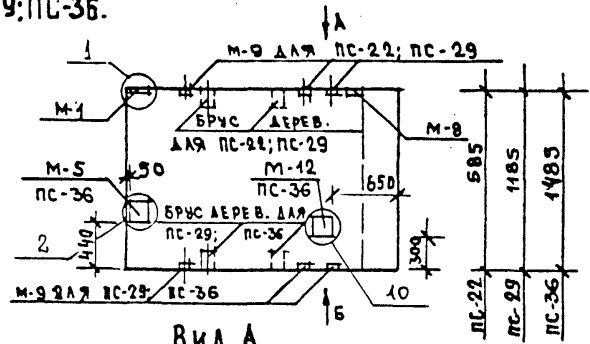 9; ПС-36.
А
1
М-9 ДЛЯ ПС-22; ПС-29
М-1
БРУС ДЕРЕВ.
ДЛЯ ПС-22; ПС-29
М-8
М-5
ПС-36
50
М-12
ПС-36
650
БРУС ДЕРЕВ. ДЛЯ
ПС-29; ПС-36
2
440
300
М-9 ДЛЯ ПС-29; ПС-36
10
Б
585
1185
1485
ПС-22
ПС-29
ПС-36
ВИД А